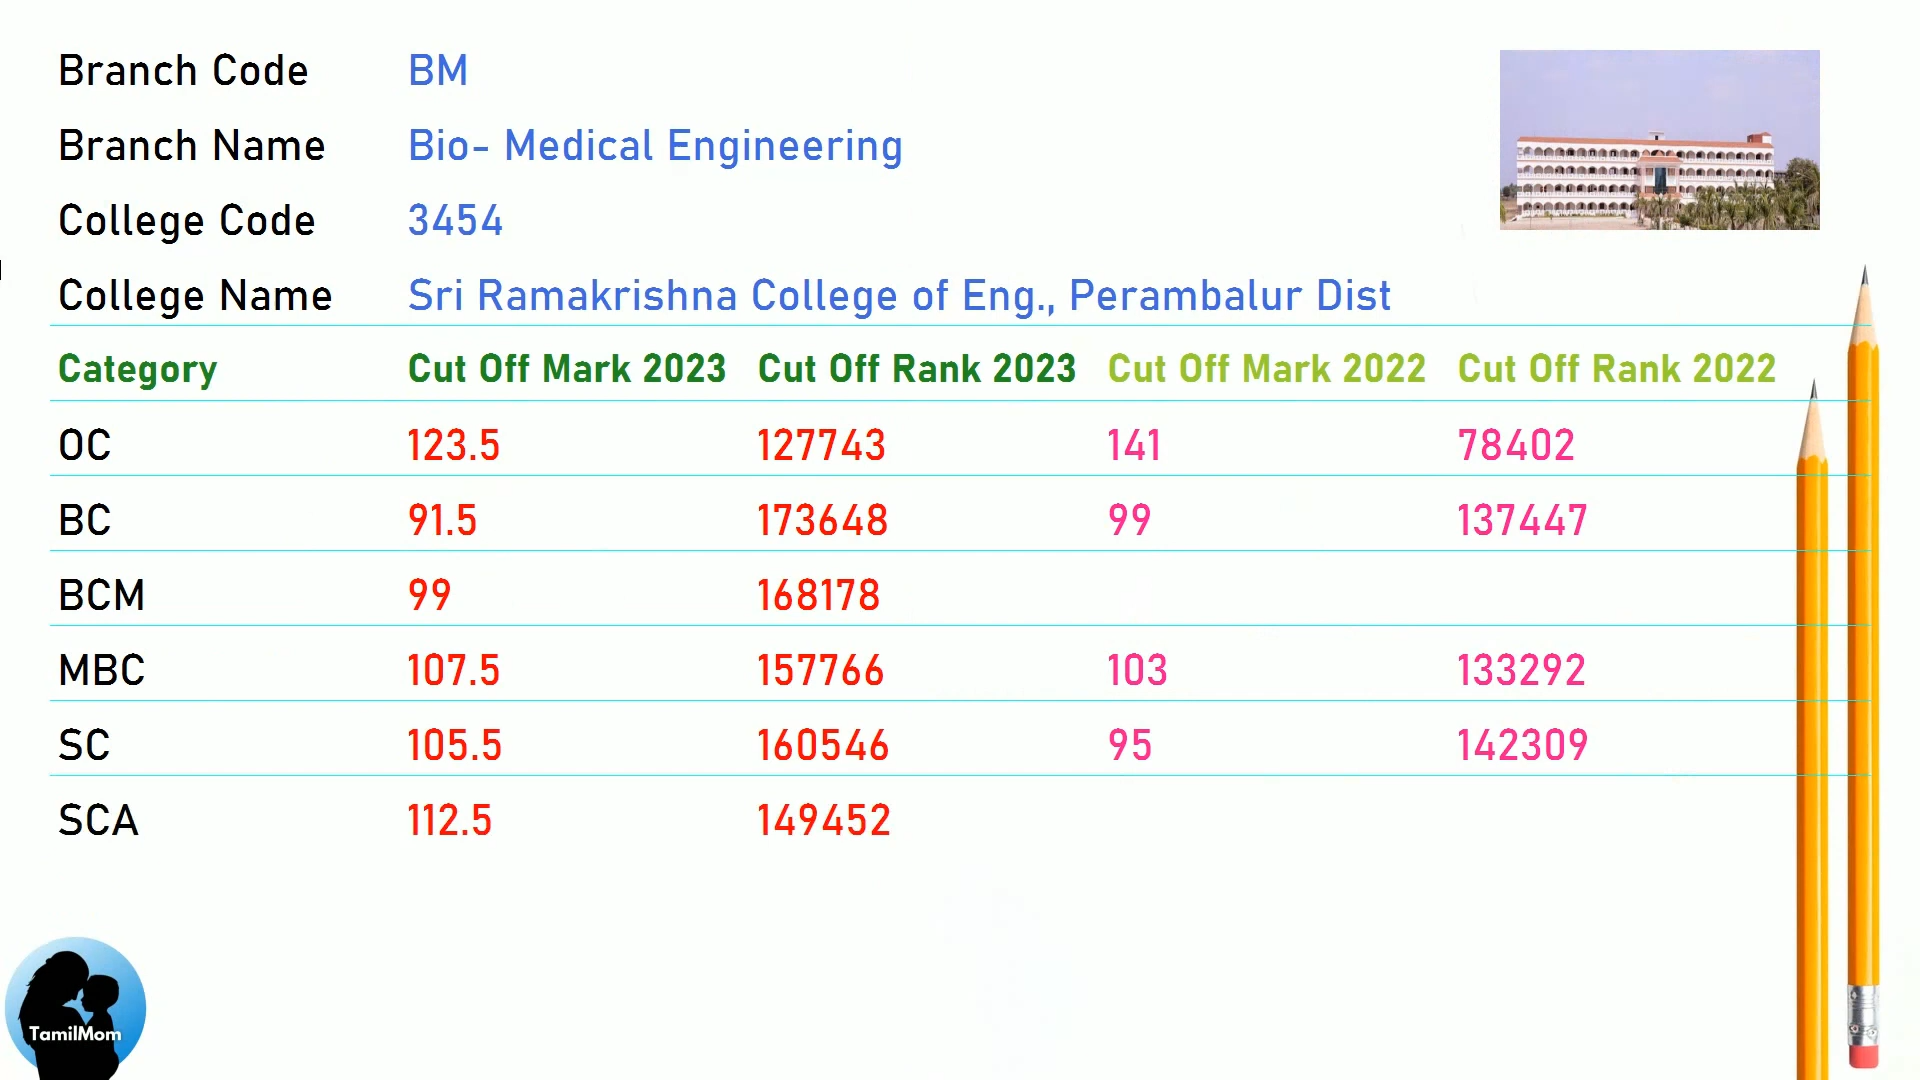 Branch Code BM
Branch Name Bio- Medical Engineering
College Code 3454
College Name Sri Ramakrishna College of Eng., Perambalur Dist
Category Cut Off Mark 2023 Cut Off Rank 2023 Cut Off Mark 2022 Cut Off Rank 2022
OC 123.5 127743 141 78402
BC 91.5 173648 99 137447
BCM 99 168178
MBC 107.5 157766 103 133292
SC 105.5 160546 95 142309
SCA 112.5 149452
TamilMom